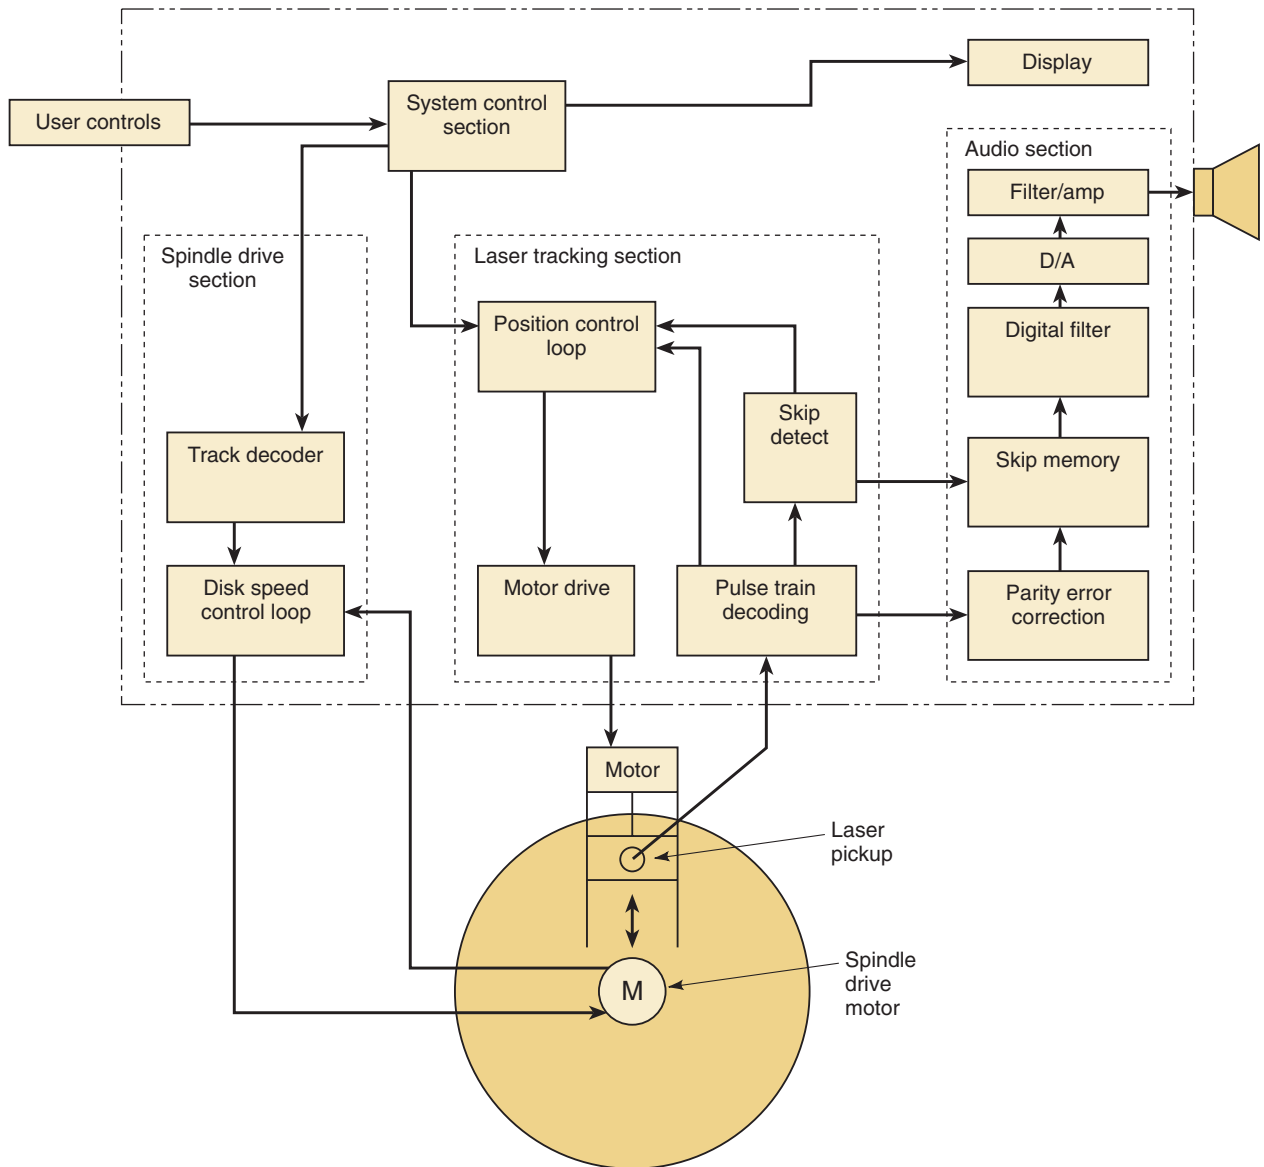 Display
User controls
System control
section
Audio section
Filter/amp
D/A
Digital filter
Skip memory
Parity error
correction
Spindle drive
section
Track decoder
Disk speed
control loop
Laser tracking section
Position control
loop
Skip
detect
Motor drive
Pulse train
decoding
Motor
Laser
pickup
M
Spindle
drive
motor